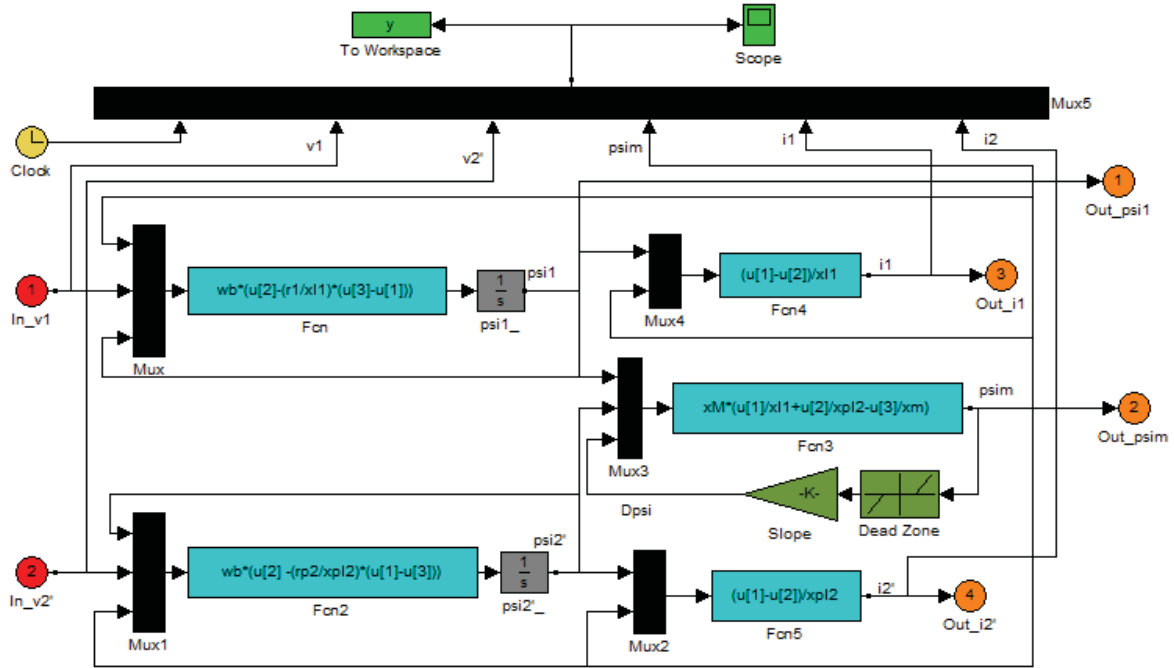 y
To Workspace
Scope
Mux5
Clock
v1
v2'
psim
i1
i2
1
Out_psi1
1
In_v1
Mux
wb*(u[2]-(r1/xl1)*(u[3]-u[1]))
Fcn
1
s
psi1_
psi1
Mux4
(u[1]-u[2])/xl1
Fcn4
i1
3
Out_i1
Mux3
xM*(u[1]/xl1+u[2]/xpl2-u[3]/xm)
Fcn3
psim
2
Out_psim
Dpsi
-K-
Slope
Dead Zone
2
In_v2'
Mux1
wb*(u[2] -(rp2/xpl2)*(u[1]-u[3]))
Fcn2
1
s
psi2'_
psi2'
Mux2
(u[1]-u[2])/xpl2
Fcn5
i2'
4
Out_i2'